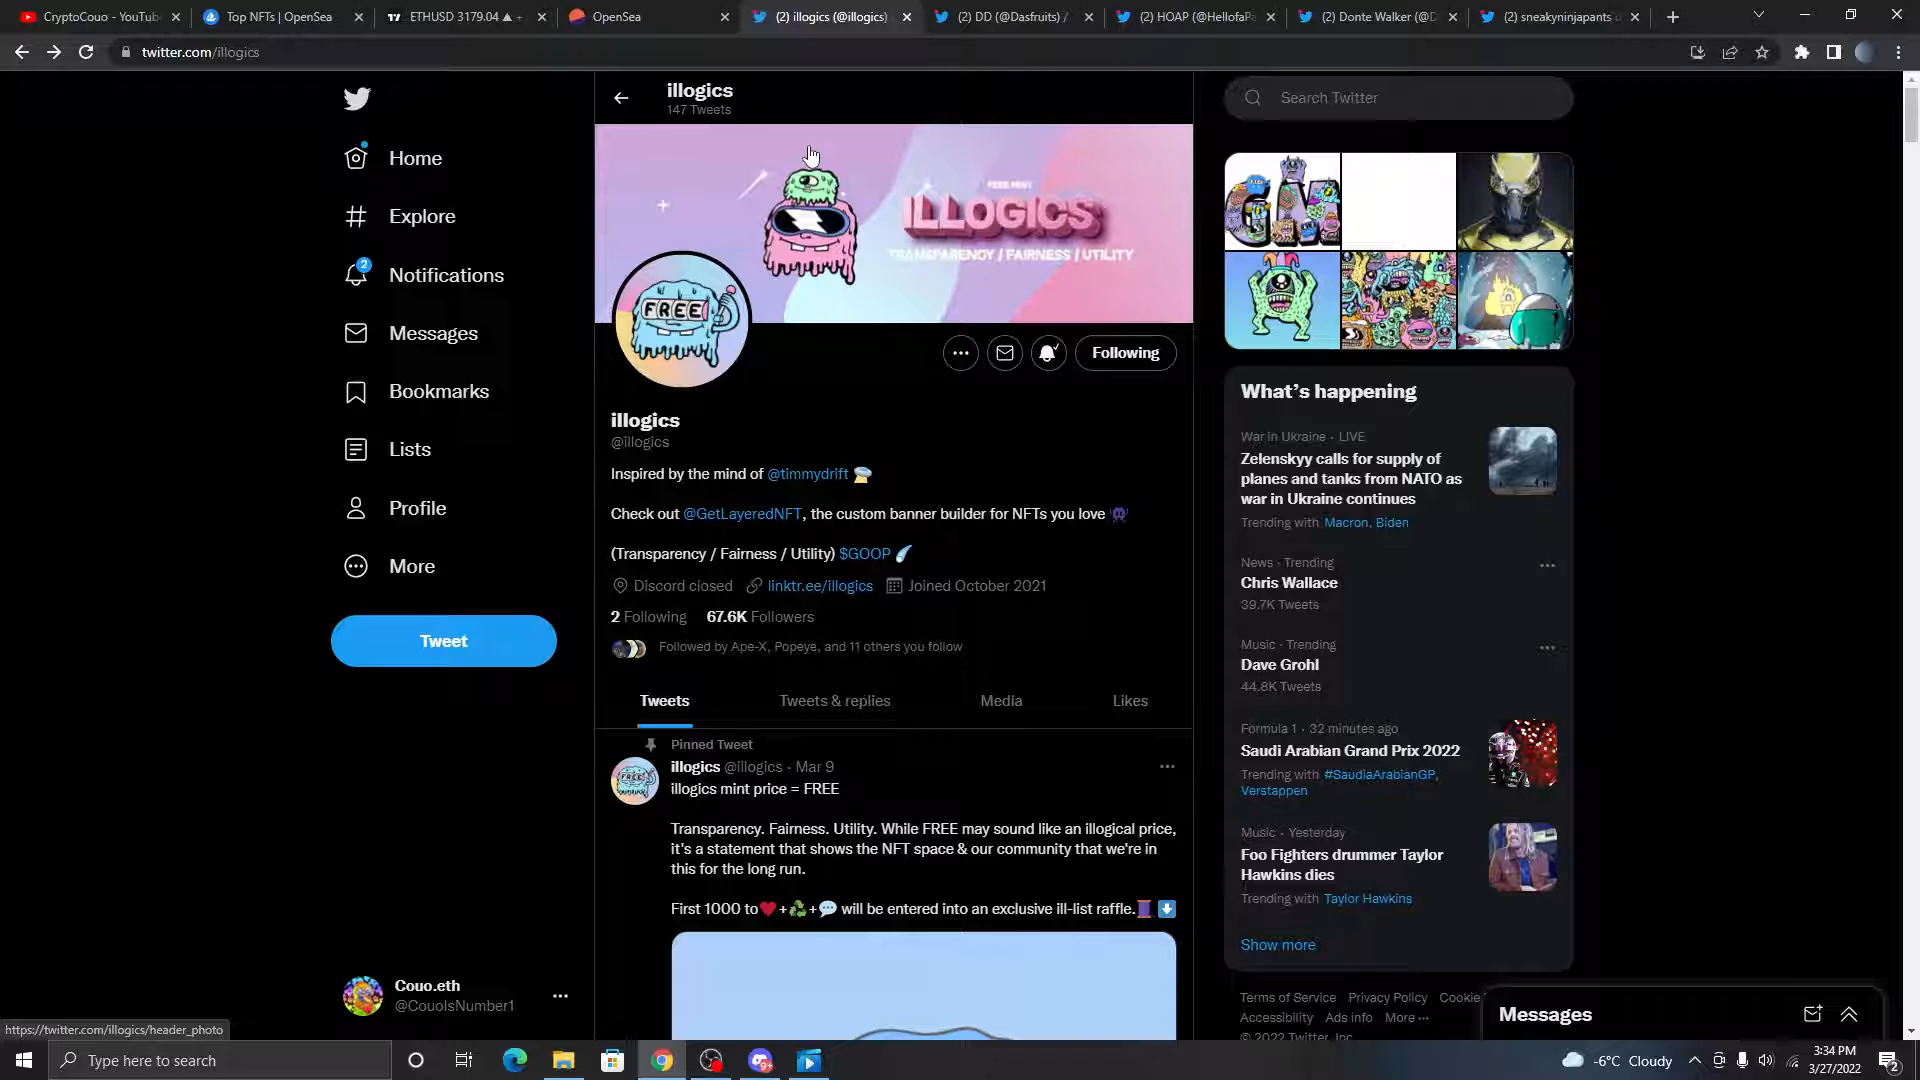 CryptoCouo - YouTub
Top NFTs | OpenSea
ETHUSD 3179.04 ▲ +
OpenSea
(2) illogics (@illogics)
(2) DD (@Dasfruits) /
(2) HOAP (@HellofaPa
(2) Donte Walker (@D
(2) sneakyninjapants
twitter.com/illogics
Home
Explore
2
Notifications
Messages
Bookmarks
Lists
Profile
More
Tweet
Couo.eth
@CouoIsNumber1
illogics
147 Tweets
FREE MINT
ILLOGICS
TRANSPARENCY / FAIRNESS / UTILITY
FREE
Following
illogics
@illogics
Inspired by the mind of @timmydrift
Check out @GetLayeredNFT, the custom banner builder for NFTs you love
(Transparency / Fairness / Utility) $GOOP
Discord closed linktr.ee/illogics Joined October 2021
2 Following 67.6K Followers
Followed by Ape-X, Popeye, and 11 others you follow
Tweets Tweets & replies Media Likes
Pinned Tweet
illogics @illogics · Mar 9
illogics mint price = FREE
Transparency. Fairness. Utility. While FREE may sound like an illogical price,
it's a statement that shows the NFT space & our community that we're in
this for the long run.
First 1000 to❤️+♻️+💬 will be entered into an exclusive ill-list raffle.🧵⬇️
Search Twitter
GM
What's happening
War in Ukraine · LIVE
Zelenskyy calls for supply of
planes and tanks from NATO as
war in Ukraine continues
Trending with Macron, Biden
News · Trending
Chris Wallace
39.7K Tweets
Music · Trending
Dave Grohl
44.8K Tweets
Formula 1 · 32 minutes ago
Saudi Arabian Grand Prix 2022
Trending with #SaudiaArabianGP,
Verstappen
Music · Yesterday
Foo Fighters drummer Taylor
Hawkins dies
Trending with Taylor Hawkins
Show more
Terms of Service Privacy Policy Cookie
Accessibility Ads info More ···
© 2022 Twitter, Inc.
Messages
https://twitter.com/illogics/header_photo
Type here to search
9+
-6°C Cloudy
3:34 PM
3/27/2022
2